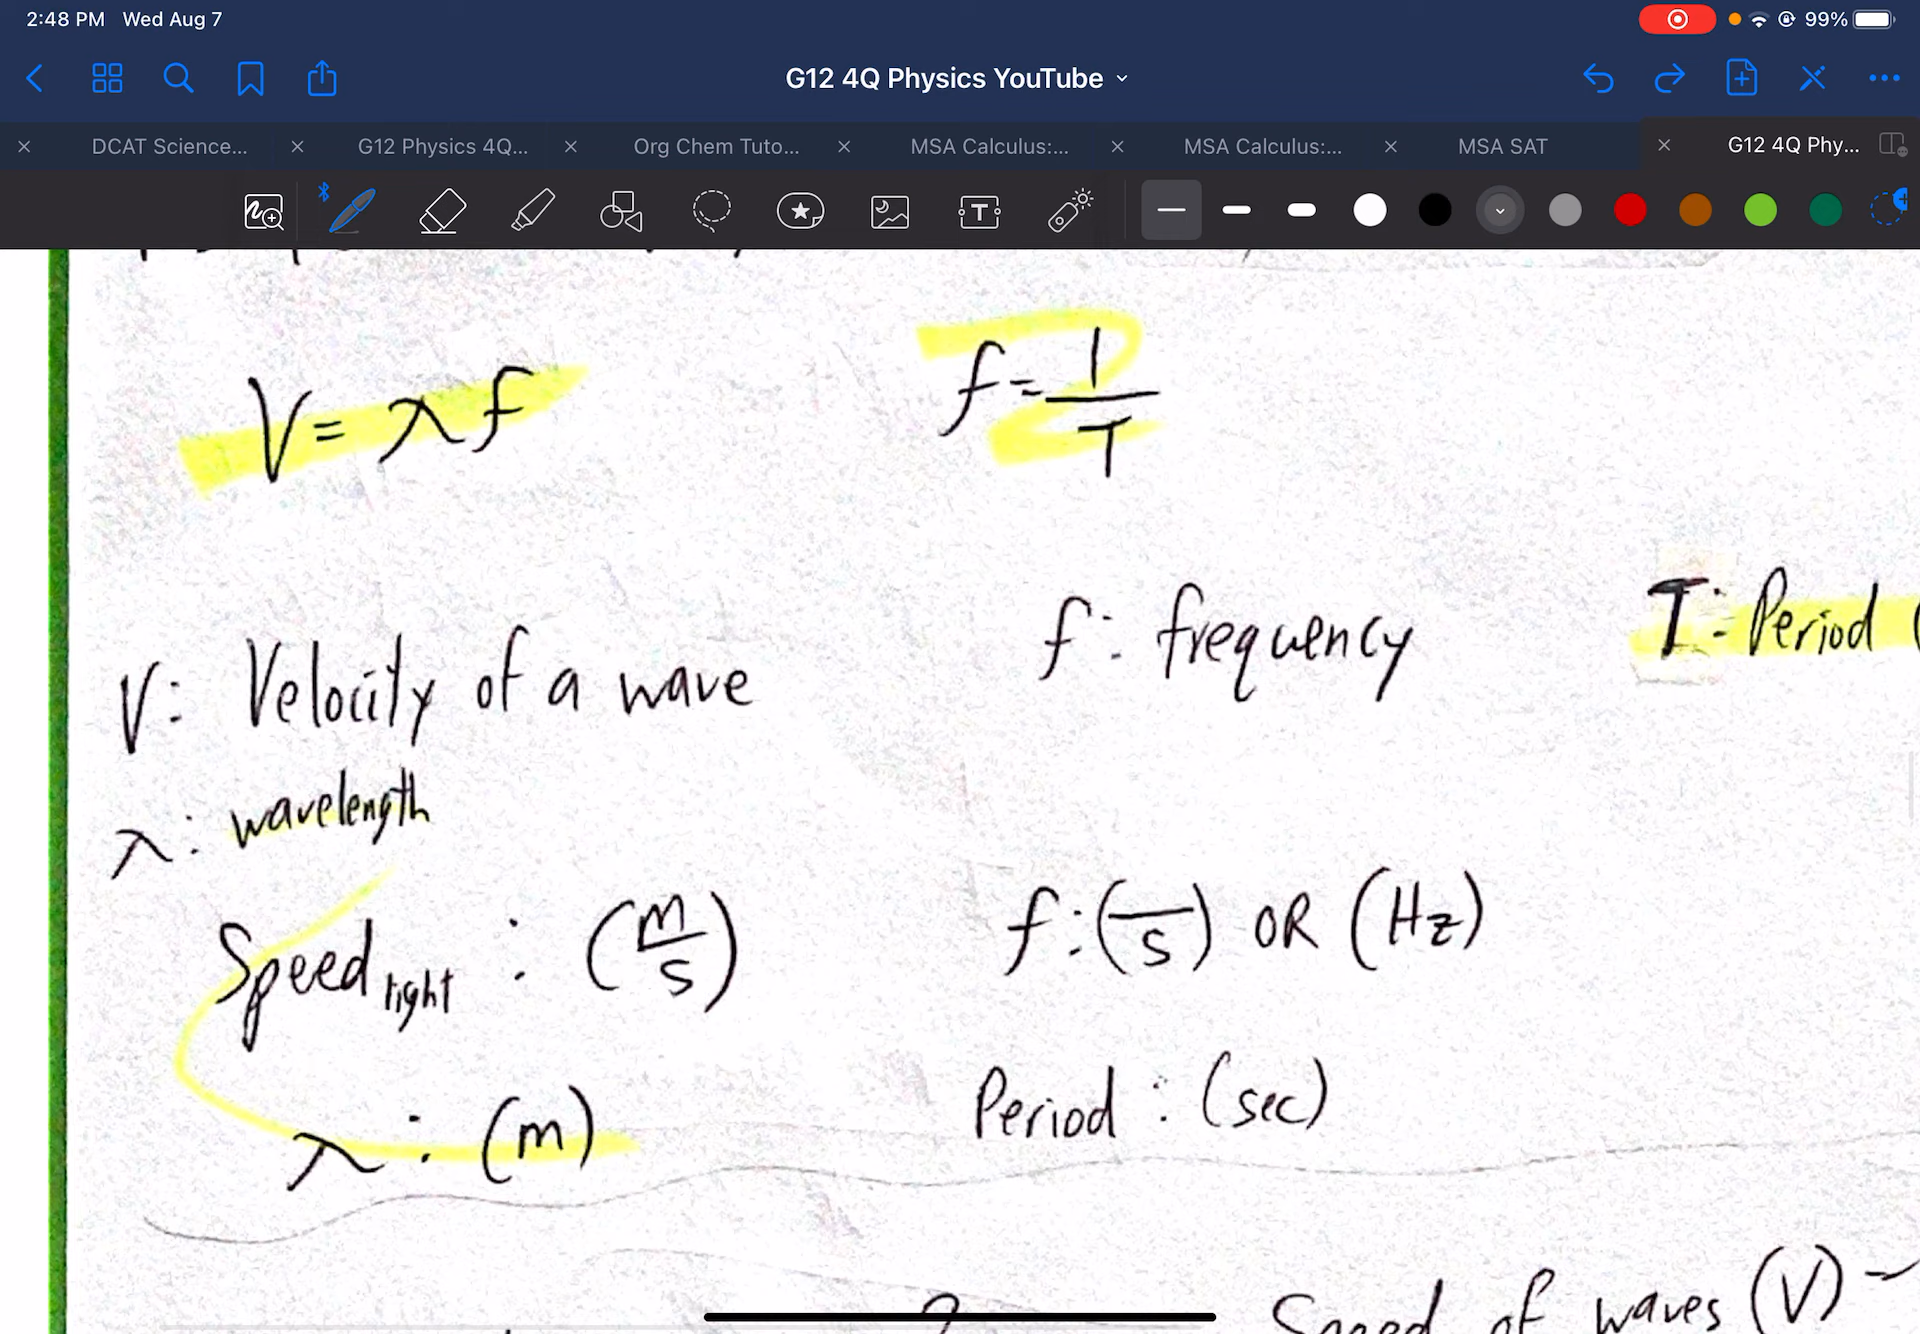 2:48 PM Wed Aug 7
99%
G12 4Q Physics YouTube
DCAT Science...
G12 Physics 4Q...
Org Chem Tuto...
MSA Calculus:...
MSA Calculus:...
MSA SAT
G12 4Q Phy...
V = λf
f = 1/T
V: Velocity of a wave
f: frequency
T: Period (
λ: wavelength
Speed light : (m/s)
f: (—/s) OR (Hz)
λ : (m)
Period : (sec)
Speed of waves (V) –